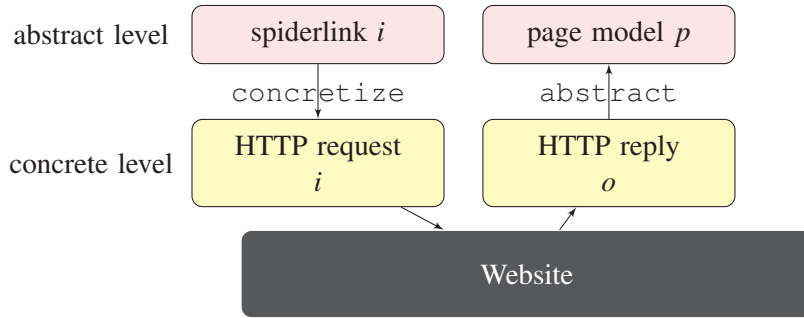 abstract level
spiderlink i
page model p
concretize
abstract
concrete level
HTTP request
i
HTTP reply
o
Website